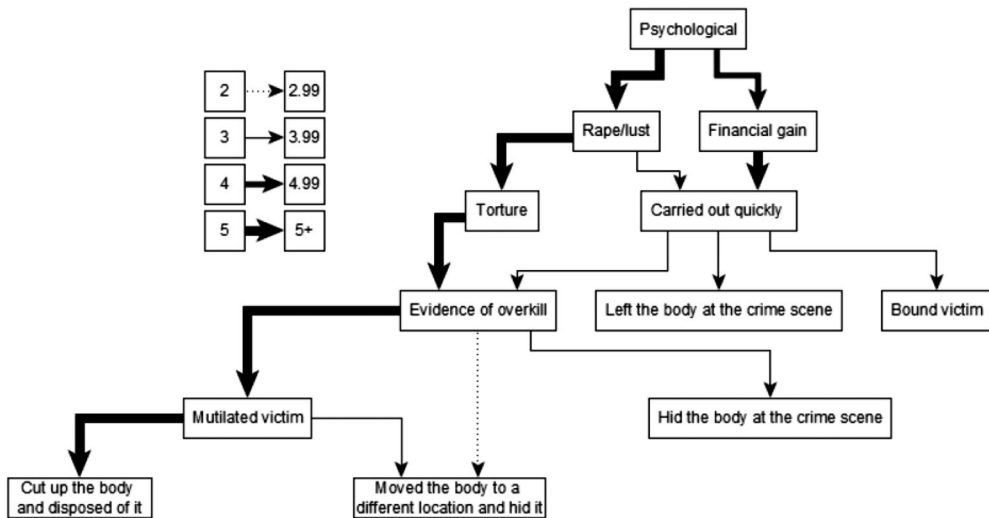 Psychological
2
2.99
3
3.99
4
4.99
5
5+
Rape/lust
Financial gain
Torture
Carried out quickly
Evidence of overkill
Left the body at the crime scene
Bound victim
Mutilated victim
Hid the body at the crime scene
Cut up the body
and disposed of it
Moved the body to a
different location and hid it